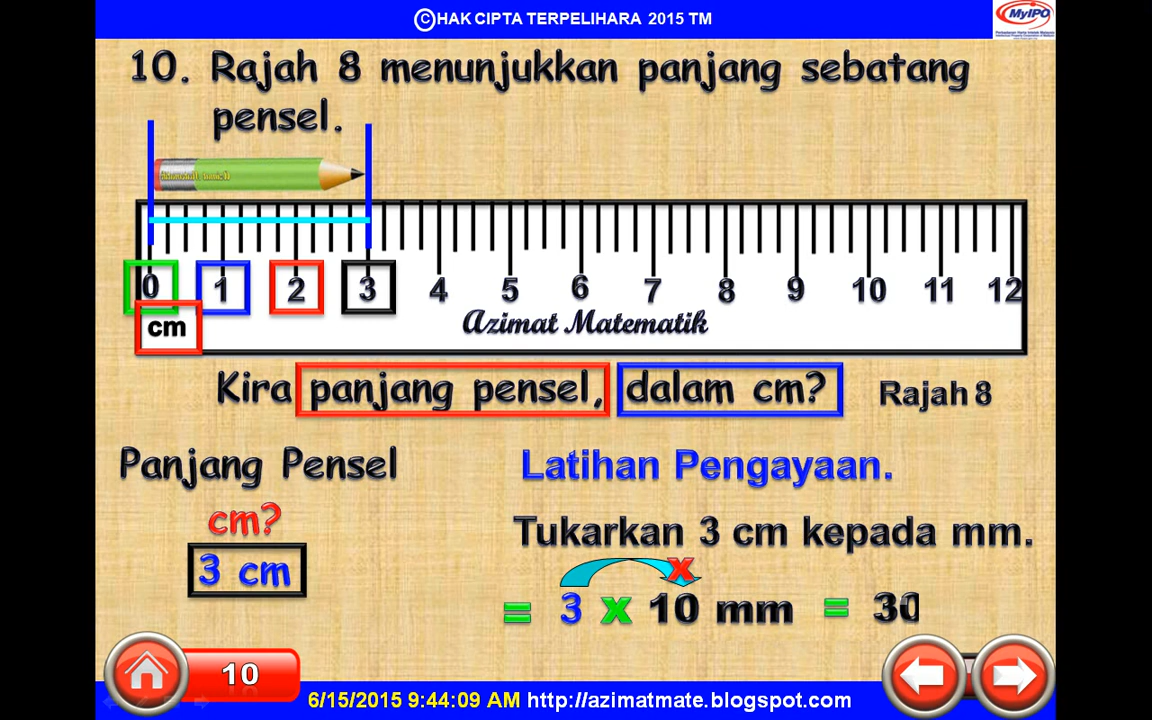 ©HAK CIPTA TERPELIHARA 2015 TM
MyIPO
10. Rajah 8 menunjukkan panjang sebatang
pensel.
0 1 2 3 4 5 6 7 8 9 10 11 12
cm
Azimat Matematik
Kira panjang pensel, dalam cm?
Rajah 8
Panjang Pensel
cm?
3 cm
Latihan Pengayaan.
Tukarkan 3 cm kepada mm.
x
= 3 x 10 mm = 30
10
6/15/2015 9:44:09 AM http://azimatmate.blogspot.com